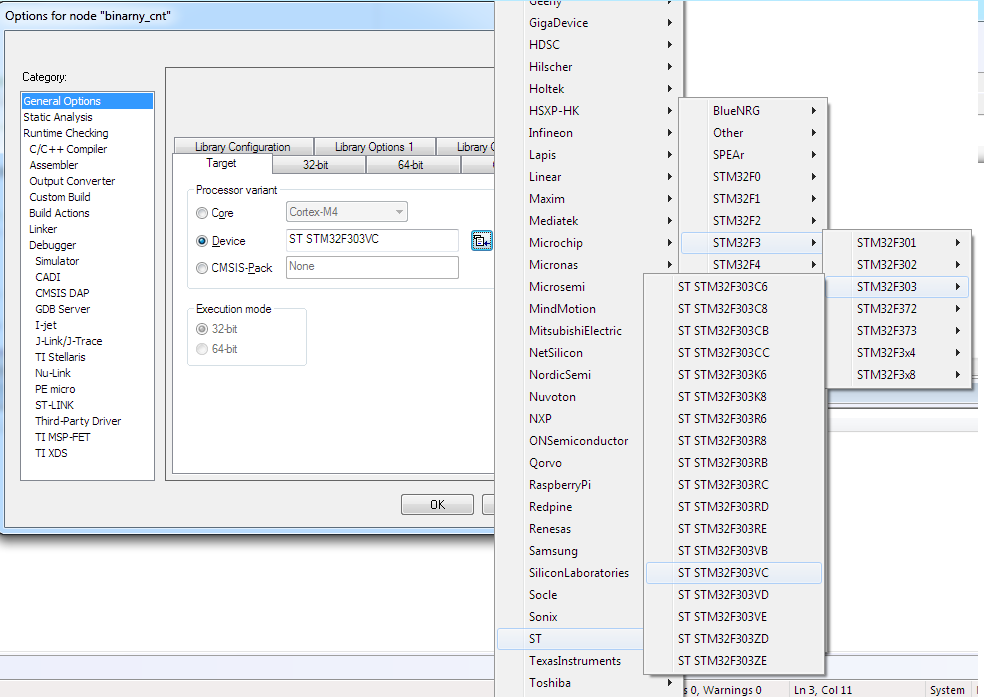 Options for node "binarny_cnt"
Category:
General Options
Static Analysis
Runtime Checking
C/C++ Compiler
Assembler
Output Converter
Custom Build
Build Actions
Linker
Debugger
Simulator
CADI
CMSIS DAP
GDB Server
I-jet
J-Link/J-Trace
TI Stellaris
Nu-Link
PE micro
ST-LINK
Third-Party Driver
TI MSP-FET
TI XDS
Library Configuration
Library Options 1
Library
Target
32-bit
64-bit
Processor variant
Core
Cortex-M4
Device
ST STM32F303VC
CMSIS-Pack
None
Execution mode
32-bit
64-bit
OK
GigaDevice
HDSC
Hilscher
Holtek
HSXP-HK
Infineon
Lapis
Linear
Maxim
Mediatek
Microchip
Micronas
Microsemi
MindMotion
MitsubishiElectric
NetSilicon
NordicSemi
Nuvoton
NXP
ONSemiconductor
Qorvo
RaspberryPi
Redpine
Renesas
Samsung
SiliconLaboratories
Socle
Sonix
ST
TexasInstruments
Toshiba
BlueNRG
Other
SPEAr
STM32F0
STM32F1
STM32F2
STM32F3
STM32F4
STM32F301
STM32F302
STM32F303
STM32F372
STM32F373
STM32F3x4
STM32F3x8
ST STM32F303C6
ST STM32F303C8
ST STM32F303CB
ST STM32F303CC
ST STM32F303K6
ST STM32F303K8
ST STM32F303R6
ST STM32F303R8
ST STM32F303RB
ST STM32F303RC
ST STM32F303RD
ST STM32F303RE
ST STM32F303VB
ST STM32F303VC
ST STM32F303VD
ST STM32F303VE
ST STM32F303ZD
ST STM32F303ZE
0, Warnings 0
Ln 3, Col 11
System